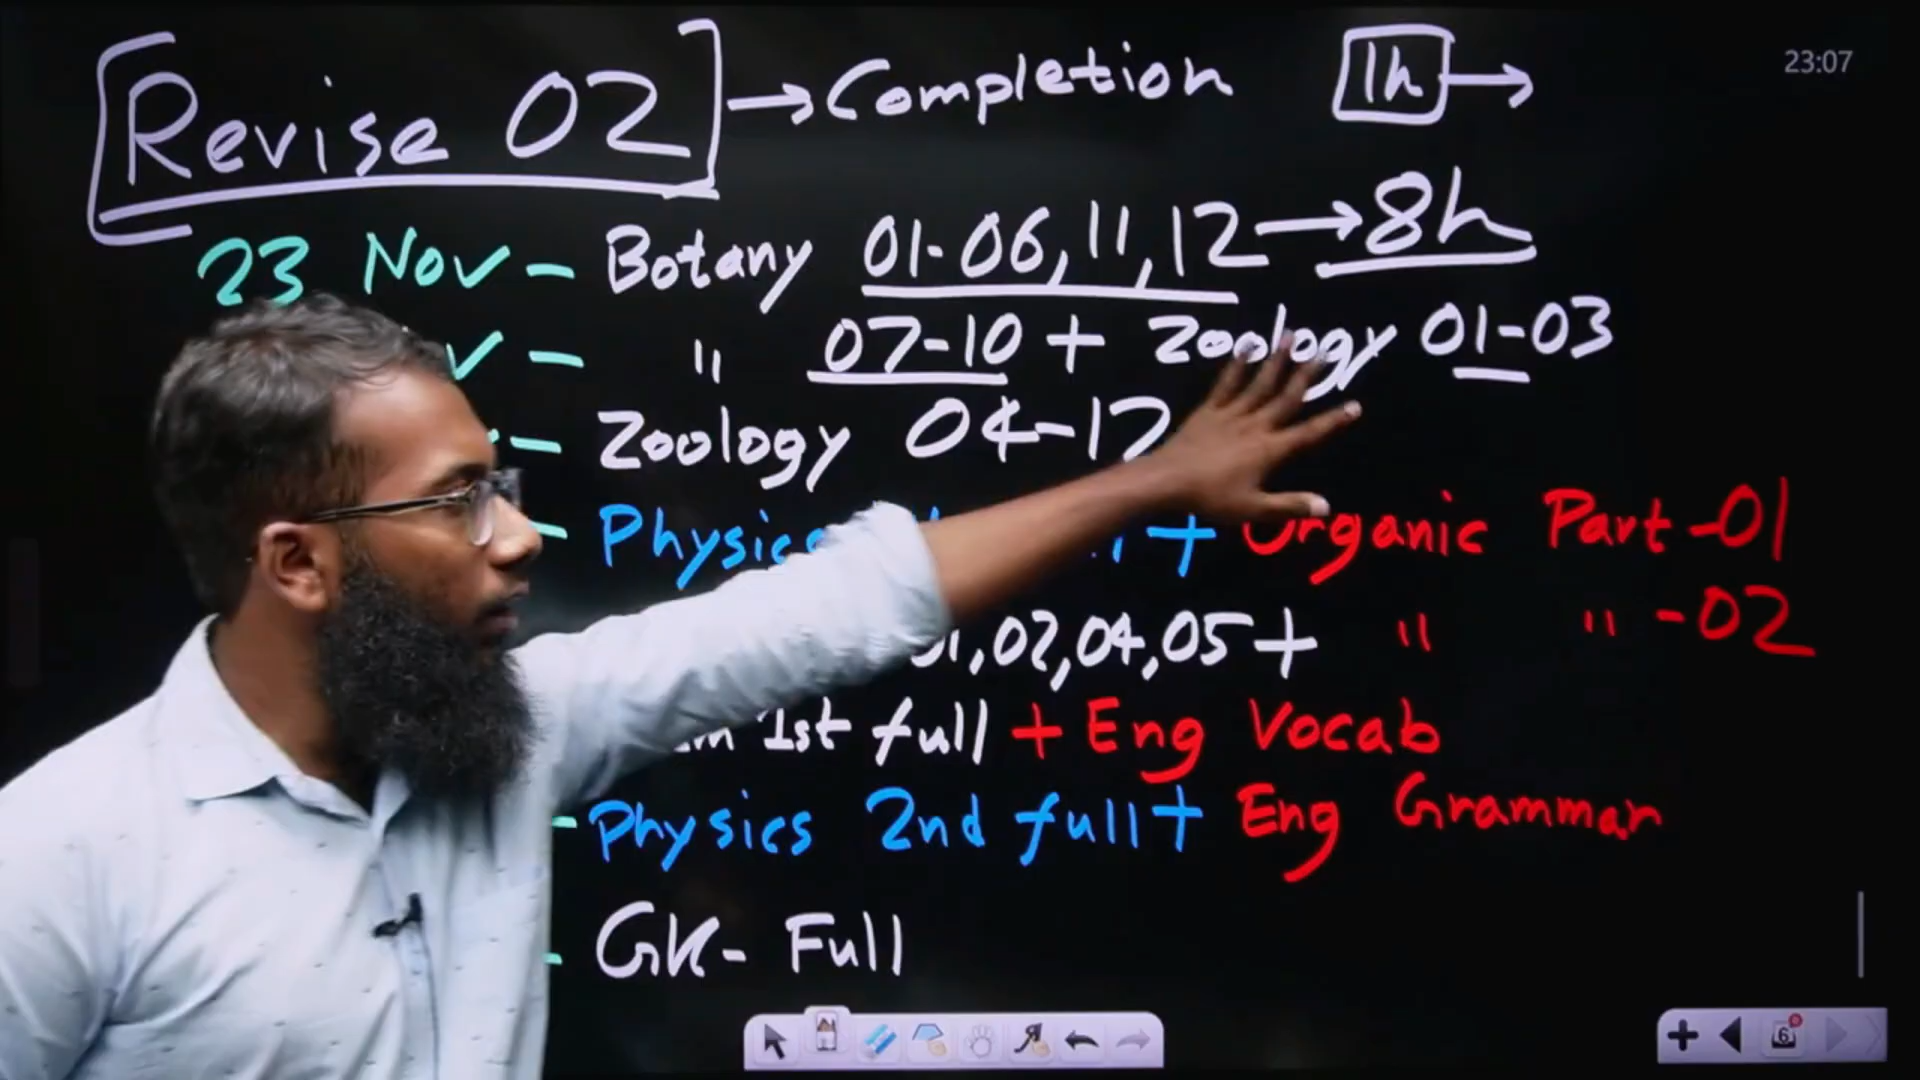 Revise 02 → Completion 1h →
23:07
23 Nov - Botany 01-06, 11, 12 → 8h
" 07-10 + Zoology 01-03
Zoology 04-12
Physics + Organic Part-01
01, 02, 04, 05 + " " -02
1st full + Eng Vocab
Physics 2nd full + Eng Grammar
GK- Full
6